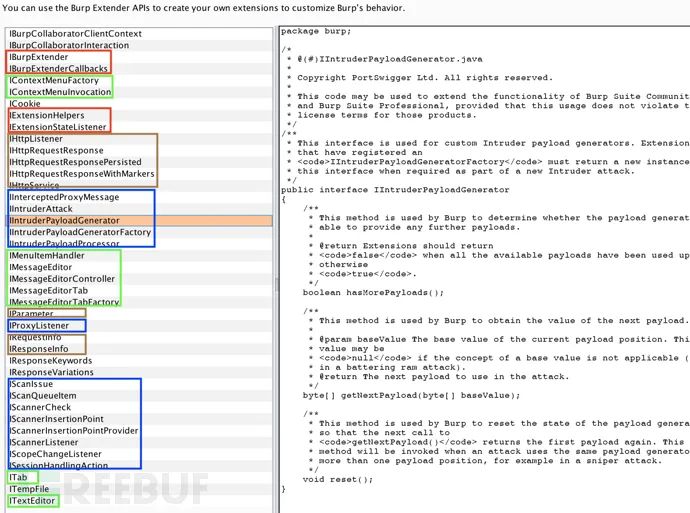 You can use the Burp Extender APIs to create your own extensions to customize Burp's behavior.
IBurpCollaboratorClientContext
IBurpCollaboratorInteraction
IBurpExtender
IBurpExtenderCallbacks
IContextMenuFactory
IContextMenuInvocation
ICookie
IExtensionHelpers
IExtensionStateListener
IHttpListener
IHttpRequestResponse
IHttpRequestResponsePersisted
IHttpRequestResponseWithMarkers
IHttpService
IInterceptedProxyMessage
IIntruderAttack
IIntruderPayloadGenerator
IIntruderPayloadGeneratorFactory
IIntruderPayloadProcessor
IMenuItemHandler
IMessageEditor
IMessageEditorController
IMessageEditorTab
IMessageEditorTabFactory
IParameter
IProxyListener
IRequestInfo
IResponseInfo
IResponseKeywords
IResponseVariations
IScanIssue
IScanQueueItem
IScannerCheck
IScannerInsertionPoint
IScannerInsertionPointProvider
IScannerListener
IScopeChangeListener
ISessionHandlingAction
ITab
ITempFile
ITextEditor
REEBUF
package burp;
/*
* @(#)IIntruderPayloadGenerator.java
*
* Copyright PortSwigger Ltd. All rights reserved.
*
* This code may be used to extend the functionality of Burp Suite Communit
* and Burp Suite Professional, provided that this usage does not violate t
* license terms for those products.
*/
/**
* This interface is used for custom Intruder payload generators. Extension
* that have registered an
* <code>IIntruderPayloadGeneratorFactory</code> must return a new instance
* this interface when required as part of a new Intruder attack.
*/
public interface IIntruderPayloadGenerator
{
/**
* This method is used by Burp to determine whether the payload generat
* able to provide any further payloads.
*
* @return Extensions should return
* <code>false</code> when all the available payloads have been used up
* otherwise
* <code>true</code>.
*/
boolean hasMorePayloads();
/**
* This method is used by Burp to obtain the value of the next payload.
*
* @param baseValue The base value of the current payload position. Thi
* value may be
* <code>null</code> if the concept of a base value is not applicable (
* in a battering ram attack).
* @return The next payload to use in the attack.
*/
byte[] getNextPayload(byte[] baseValue);
/**
* This method is used by Burp to reset the state of the payload genera
* so that the next call to
* <code>getNextPayload()</code> returns the first payload again. This
* method will be invoked when an attack uses the same payload generato
* more than one payload position, for example in a sniper attack.
*/
void reset();
}